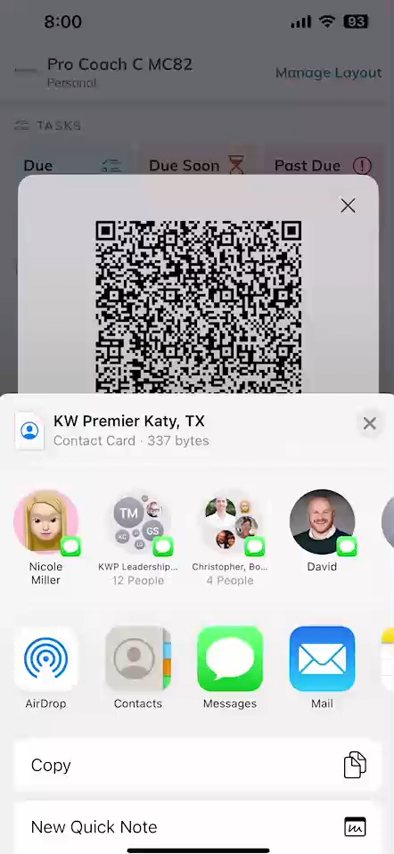 8:00
93
Pro Coach C MC82
Personal
Manage Layout
TASKS
Due
Due Soon
Past Due
KW Premier Katy, TX
Contact Card · 337 bytes
TM
GS
Nicole Miller
KWP Leadership...
12 People
Christopher, Bo...
4 People
David
AirDrop
Contacts
Messages
Mail
Copy
New Quick Note